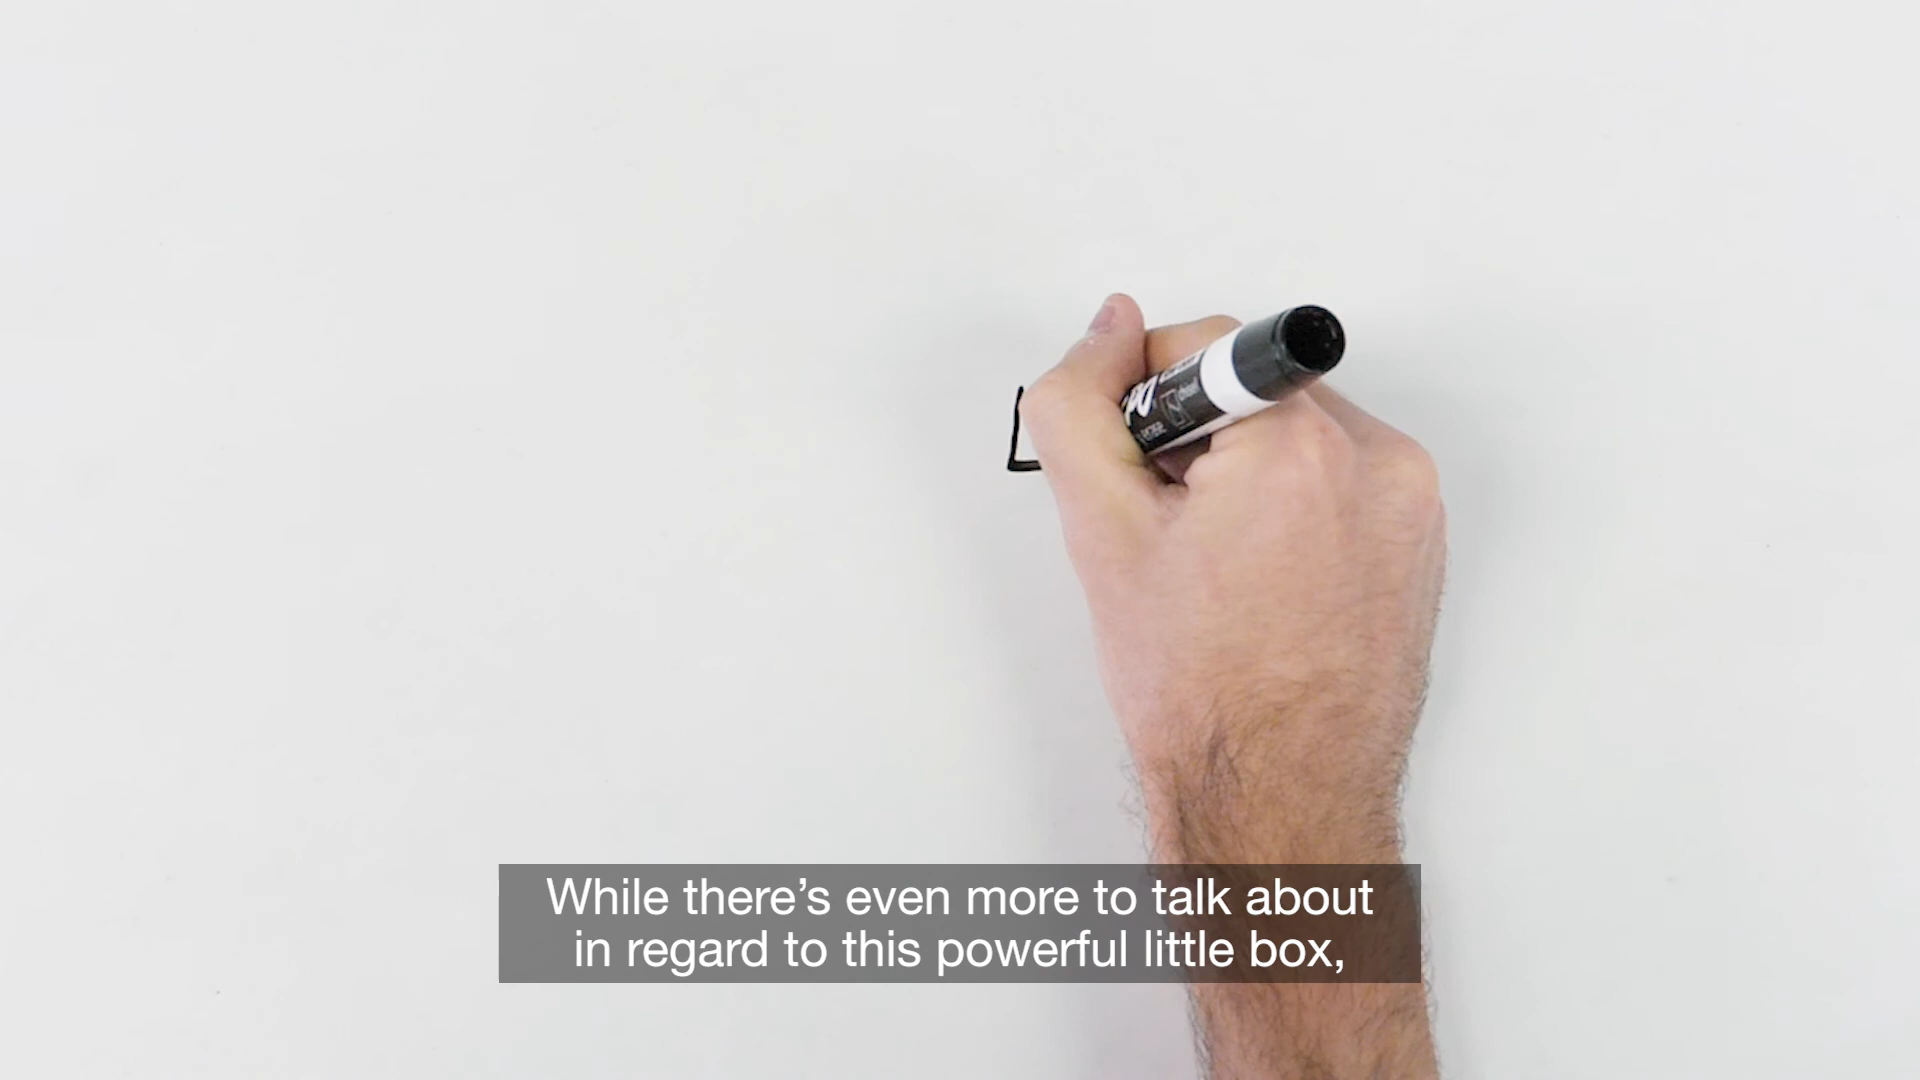 While there’s even more to talk about
in regard to this powerful little box,